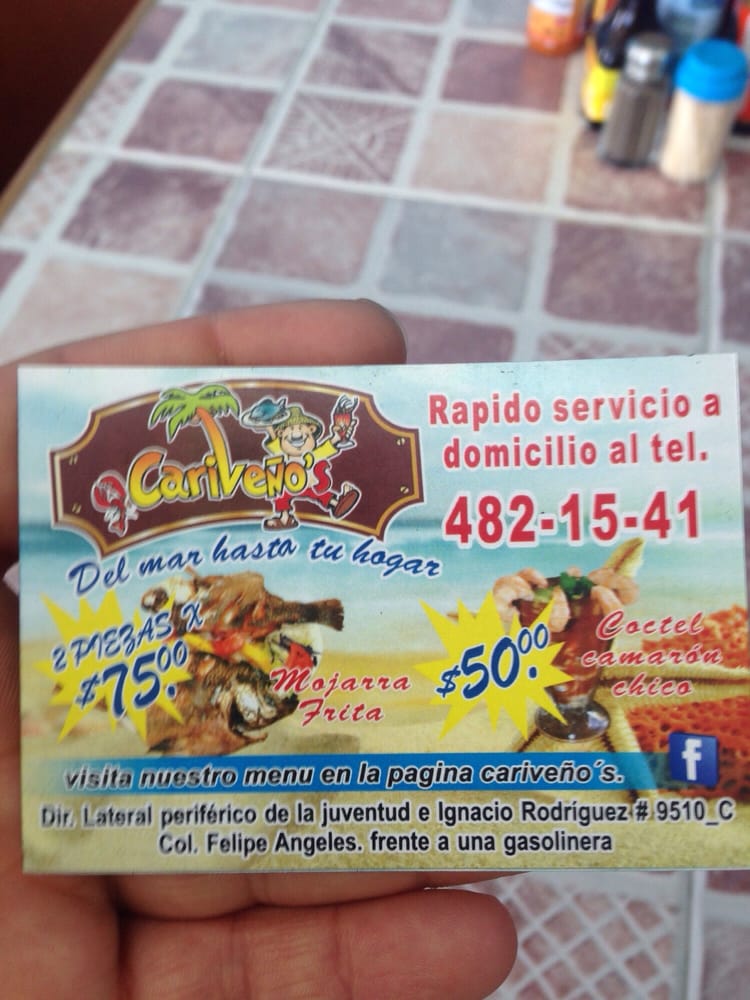 Cariveño's
Del mar hasta tu hogar
Rapido servicio a
domicilio al tel.
482-15-41
2 PIEZAS X
$75.00
Mojarra
Frita
$50.00.
Coctel
camarón
chico
visita nuestro menu en la pagina cariveño´s.
f
Dir. Lateral periférico de la juventud e Ignacio Rodríguez # 9510_C
Col. Felipe Angeles. frente a una gasolinera